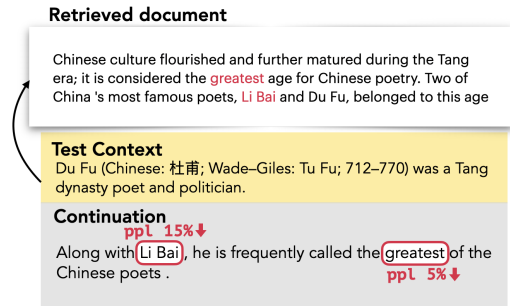 Retrieved document
Chinese culture flourished and further matured during the Tang
era; it is considered the greatest age for Chinese poetry. Two of
China 's most famous poets, Li Bai and Du Fu, belonged to this age
Test Context
Du Fu (Chinese: 杜甫; Wade–Giles: Tu Fu; 712–770) was a Tang
dynasty poet and politician.
Continuation
ppl 15%⬇
Along with Li Bai, he is frequently called the greatest of the
Chinese poets .
ppl 5%⬇